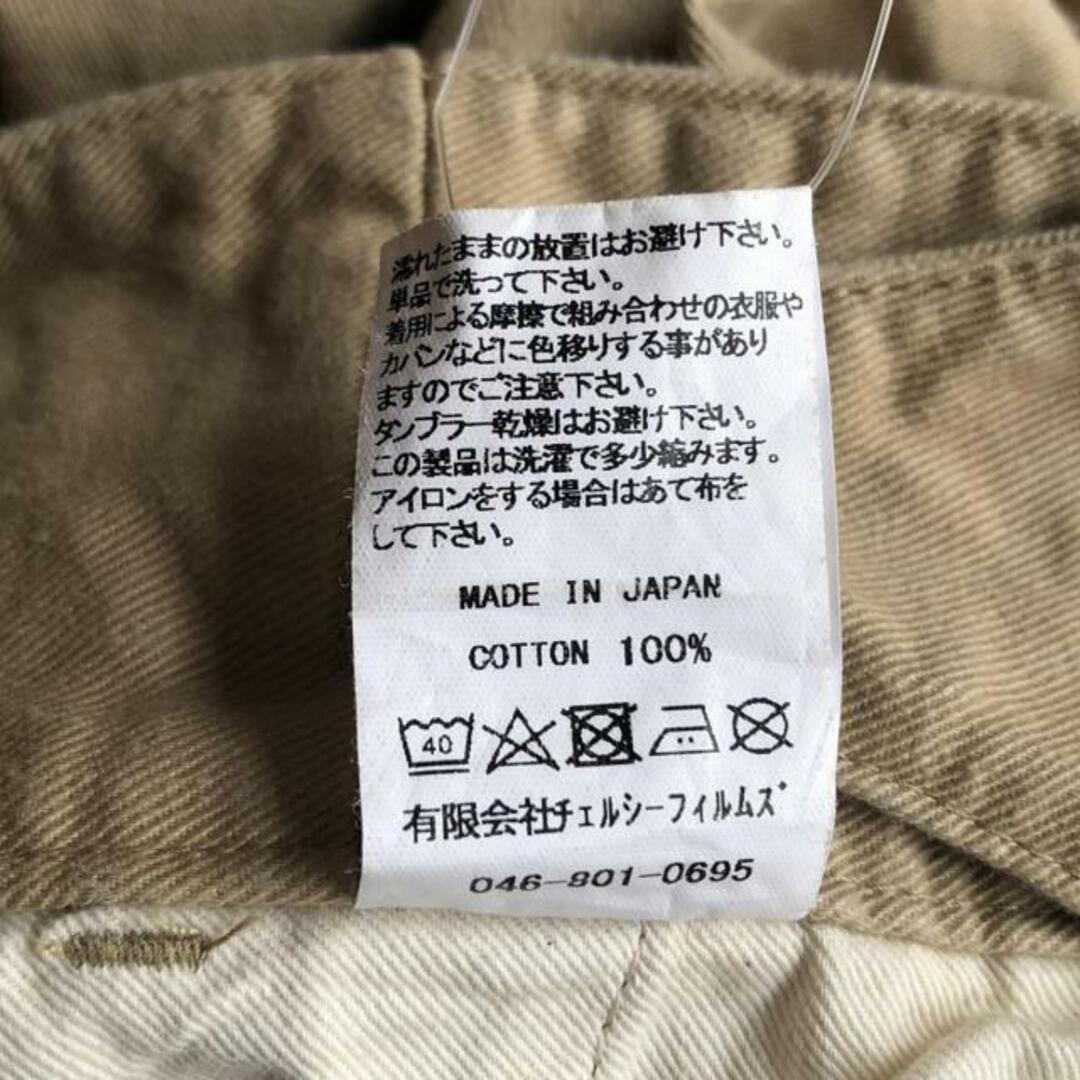 濡れたままの放置はお避け下さい。
単品で洗って下さい。
着用による摩擦で組み合わせの衣服や
カバンなどに色移りする事があり
ますのでご注意下さい。
タンブラー乾燥はお避け下さい。
この製品は洗濯で多少縮みます。
アイロンをする場合はあて布を
して下さい。
MADE IN JAPAN
COTTON 100%
40
有限会社チェルシーフィルムズ
046-801-0695